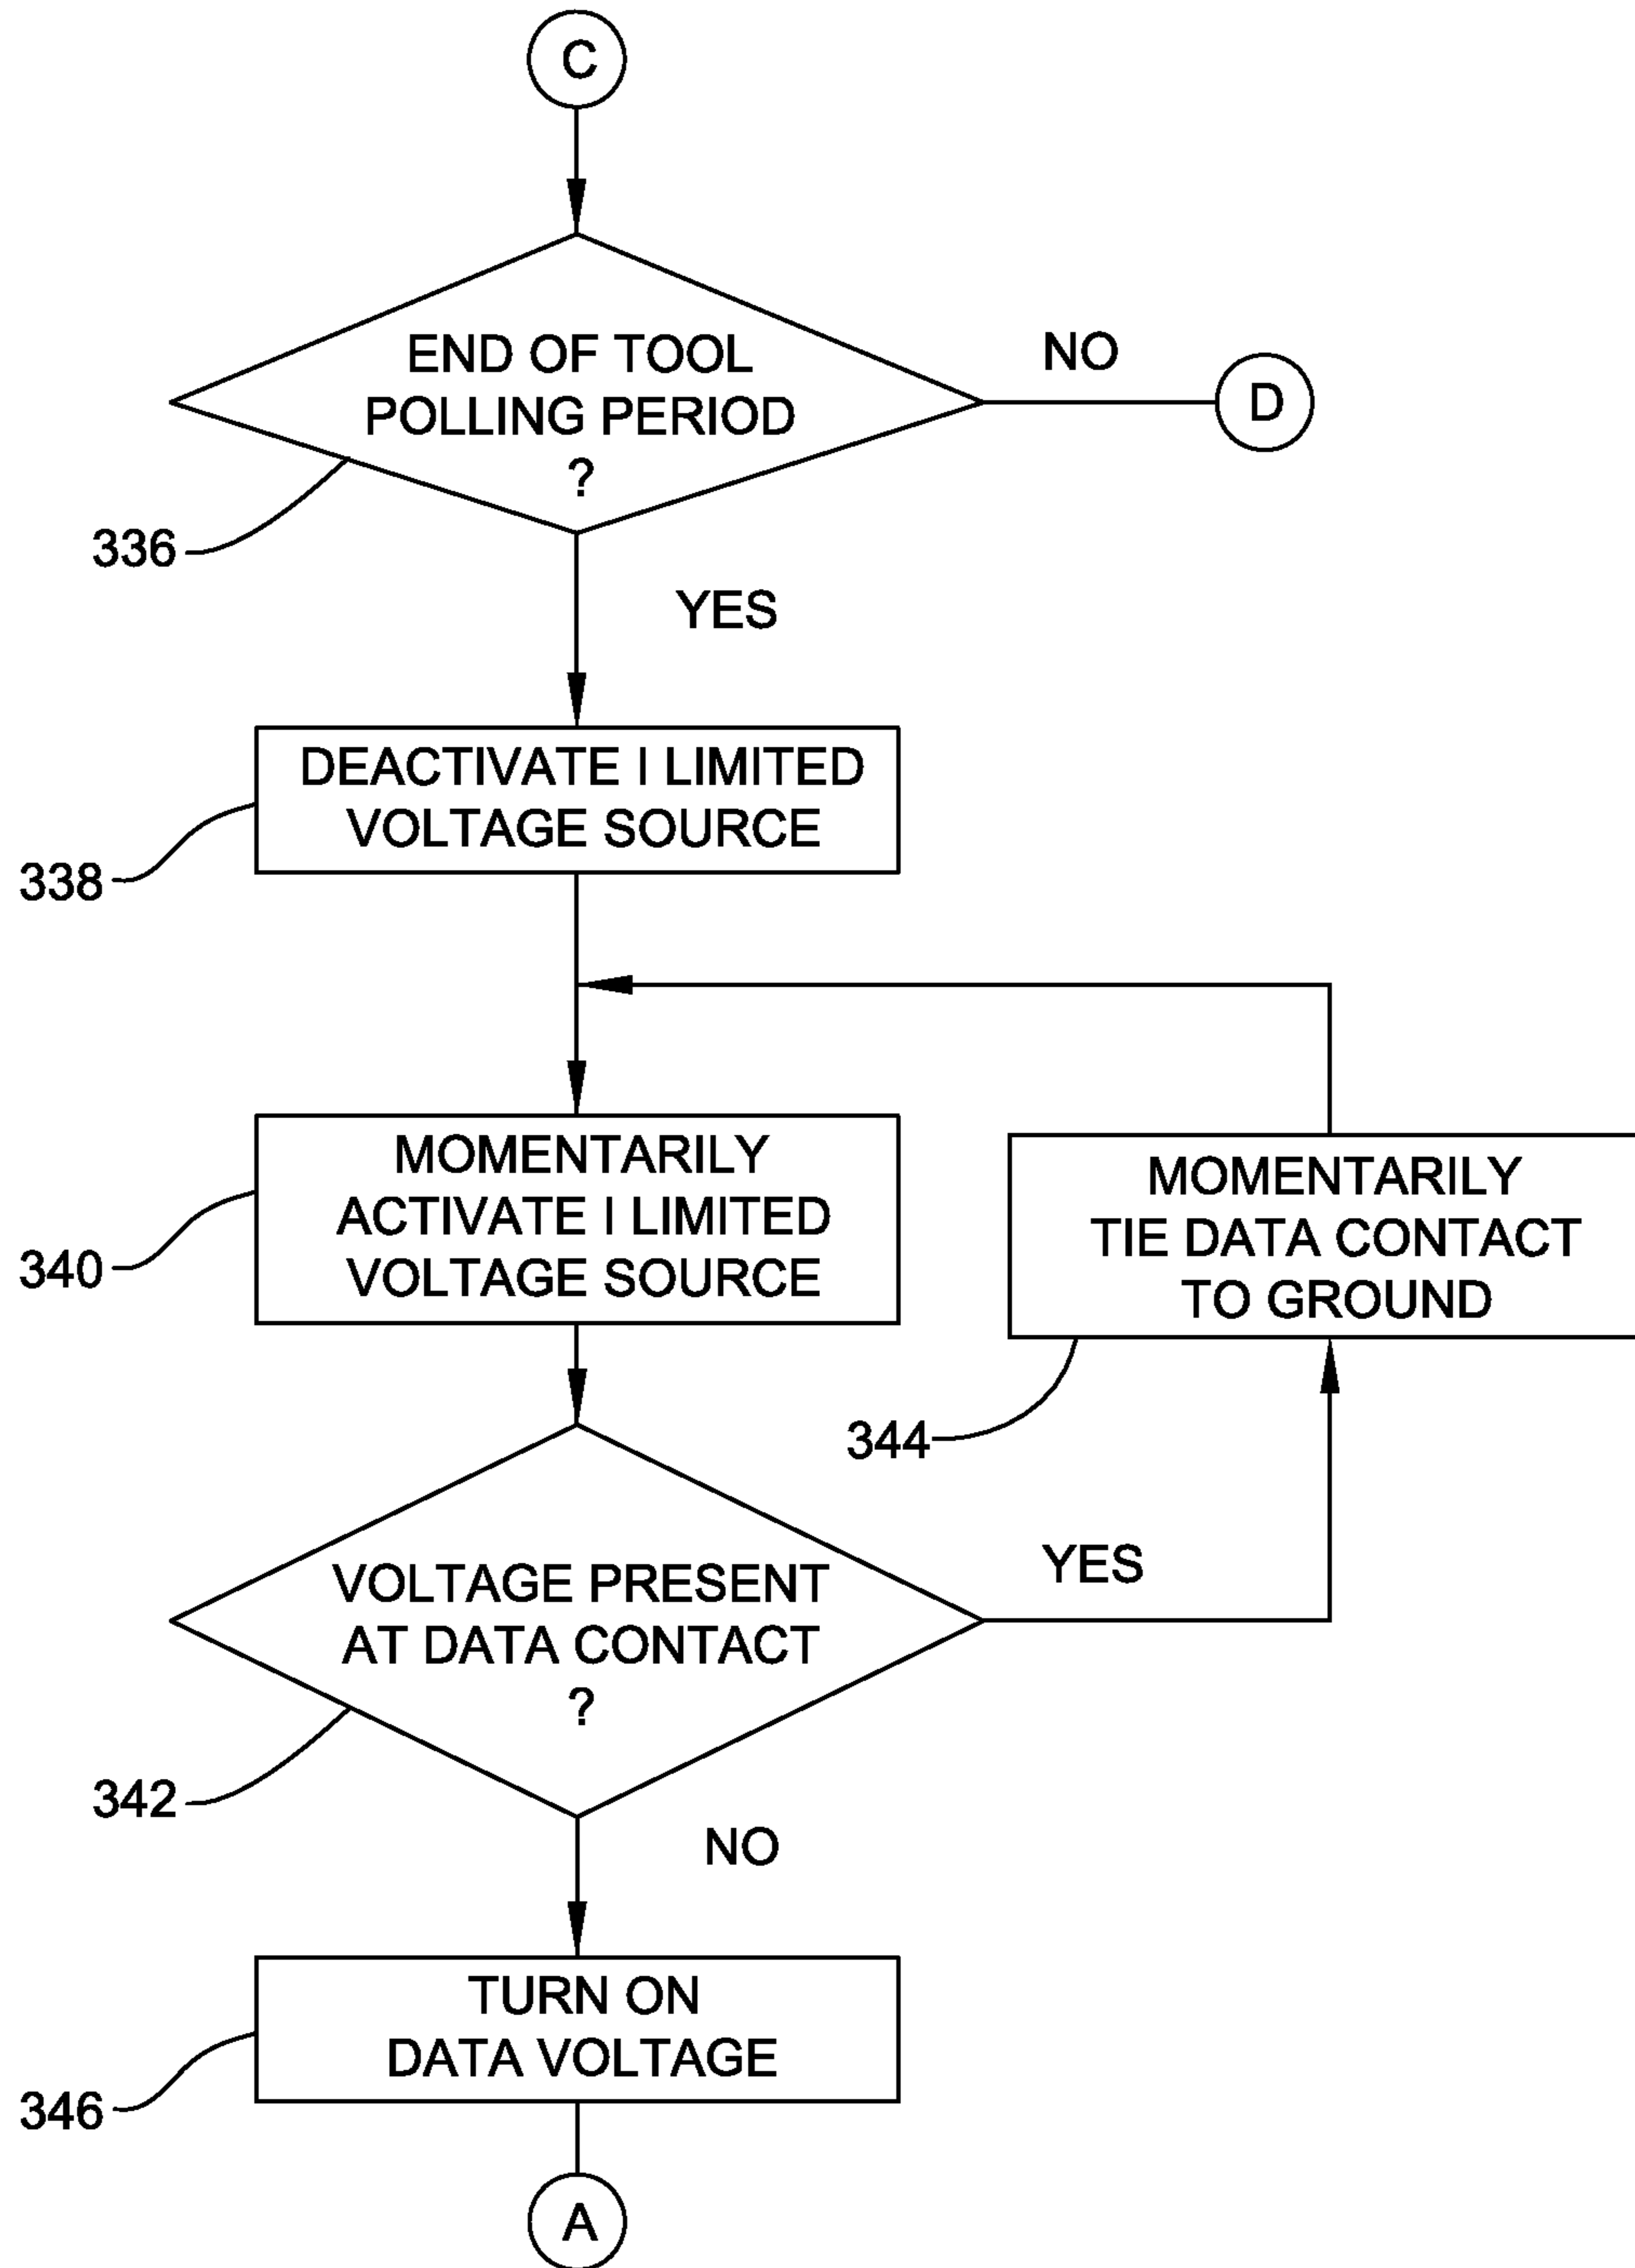 C
END OF TOOL
POLLING PERIOD
?
NO
D
336
YES
DEACTIVATE I LIMITED
VOLTAGE SOURCE
338
MOMENTARILY
ACTIVATE I LIMITED
VOLTAGE SOURCE
340
MOMENTARILY
TIE DATA CONTACT
TO GROUND
344
VOLTAGE PRESENT
AT DATA CONTACT
?
YES
342
NO
TURN ON
DATA VOLTAGE
346
A